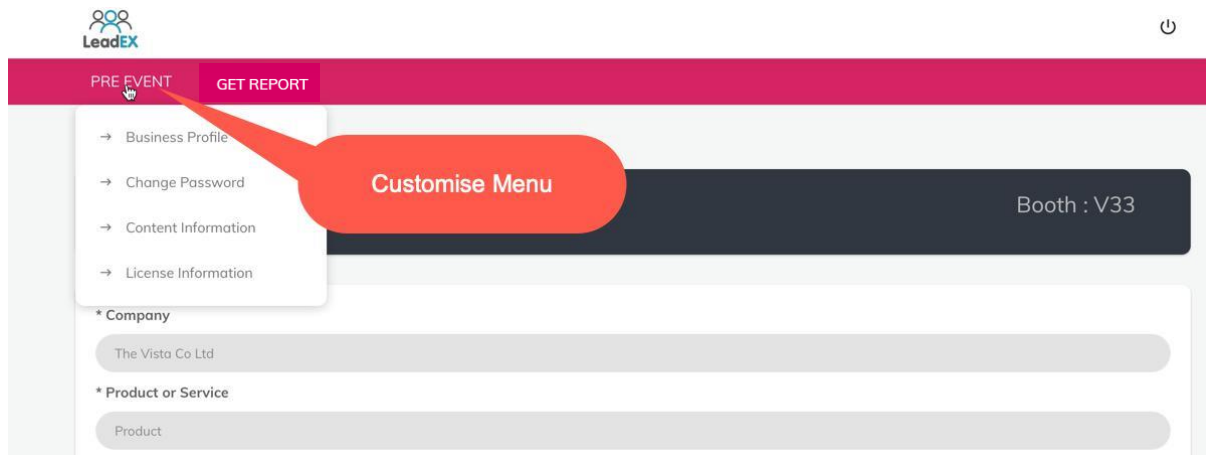 LeadEX
PRE EVENT
GET REPORT
→ Business Profile
→ Change Password
→ Content Information
→ License Information
Customise Menu
Booth : V33
* Company
The Vista Co Ltd
* Product or Service
Product